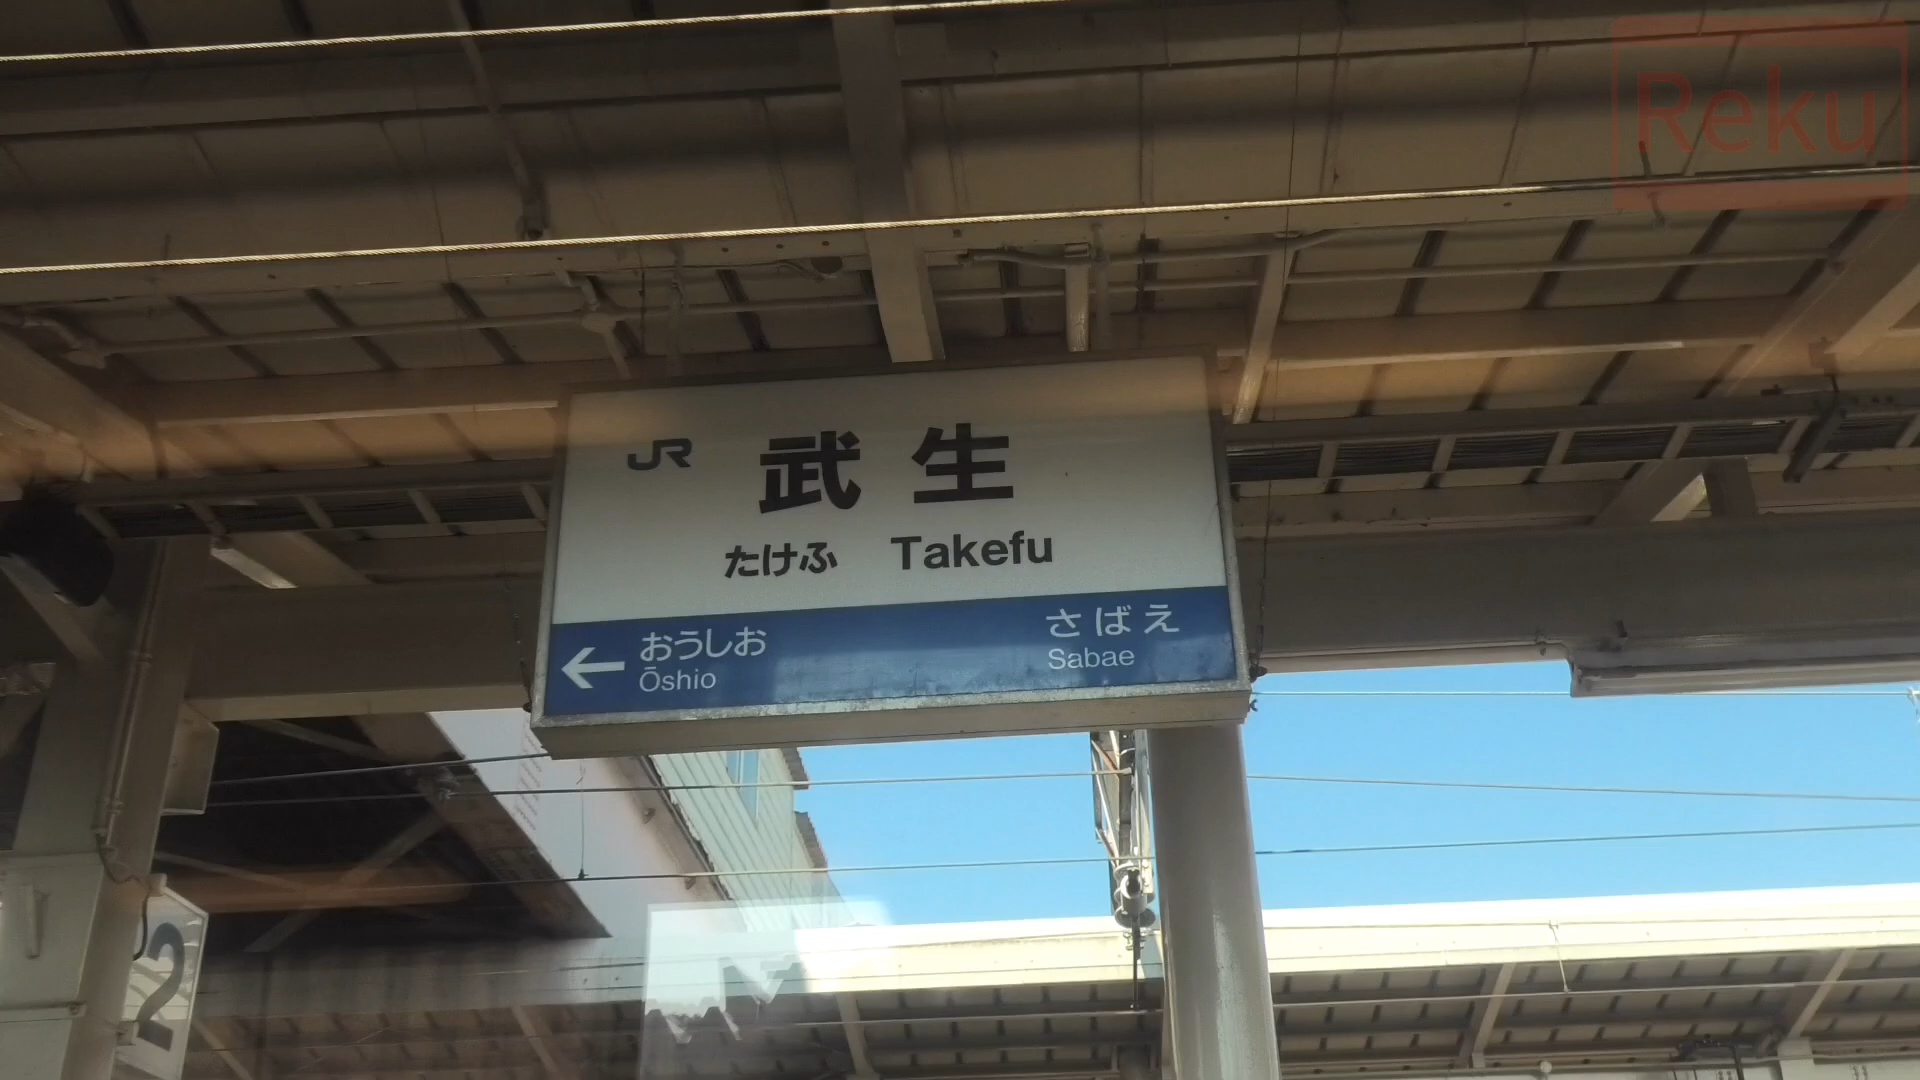 Reku
JR 武生
たけふ Takefu
← おうしお さばえ
Ōshio Sabae
2